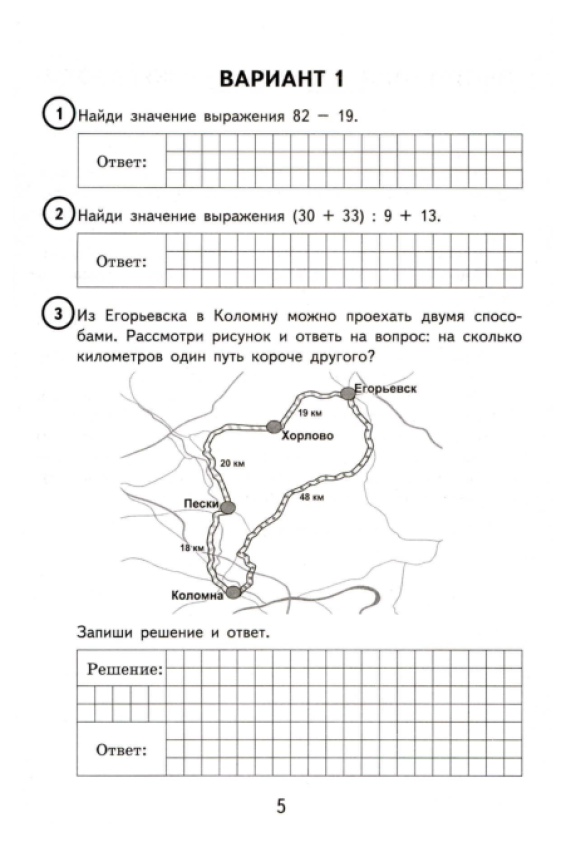 ВАРИАНТ 1
1 Найди значение выражения 82 − 19.
Ответ:
2 Найди значение выражения (30 + 33) : 9 + 13.
Ответ:
3 Из Егорьевска в Коломну можно проехать двумя спосо-
бами. Рассмотри рисунок и ответь на вопрос: на сколько
километров один путь короче другого?
Егорьевск
19 км
Хорлово
20 км
48 км
Пески
18 км
Коломна
Запиши решение и ответ.
Решение:
Ответ:
5